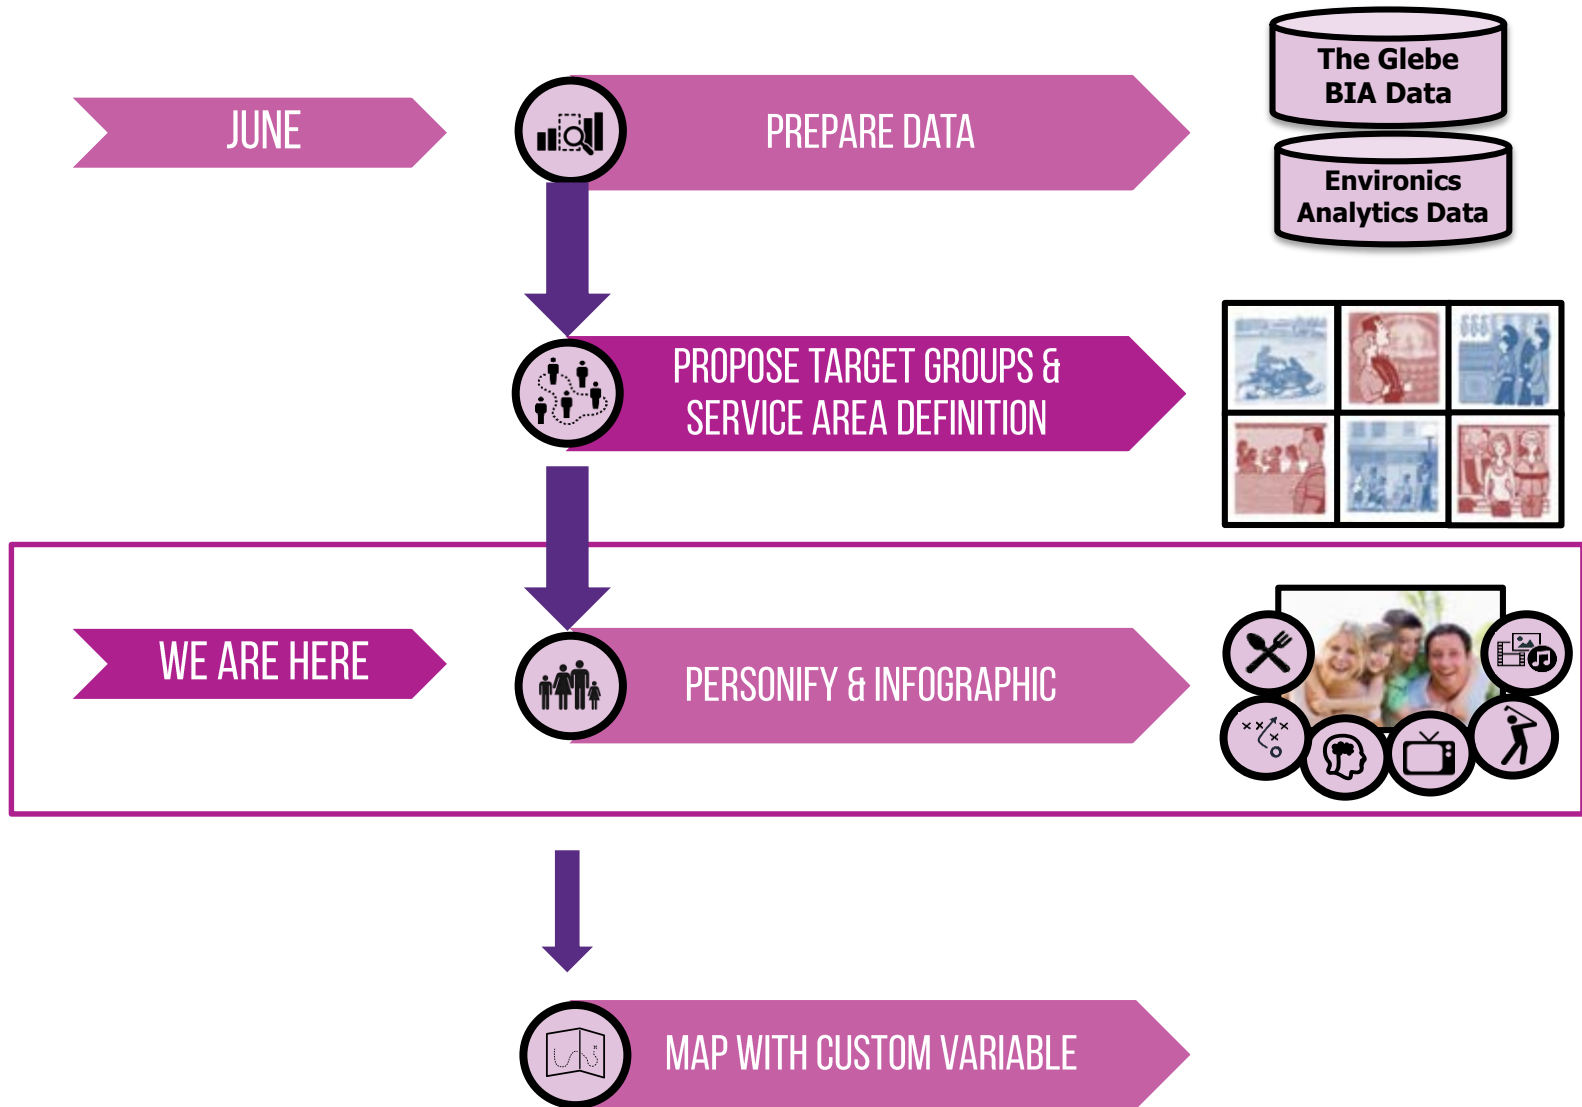 JUNE
PREPARE DATA
The Glebe
BIA Data
Environics
Analytics Data
PROPOSE TARGET GROUPS &
SERVICE AREA DEFINITION
WE ARE HERE
PERSONIFY & INFOGRAPHIC
MAP WITH CUSTOM VARIABLE